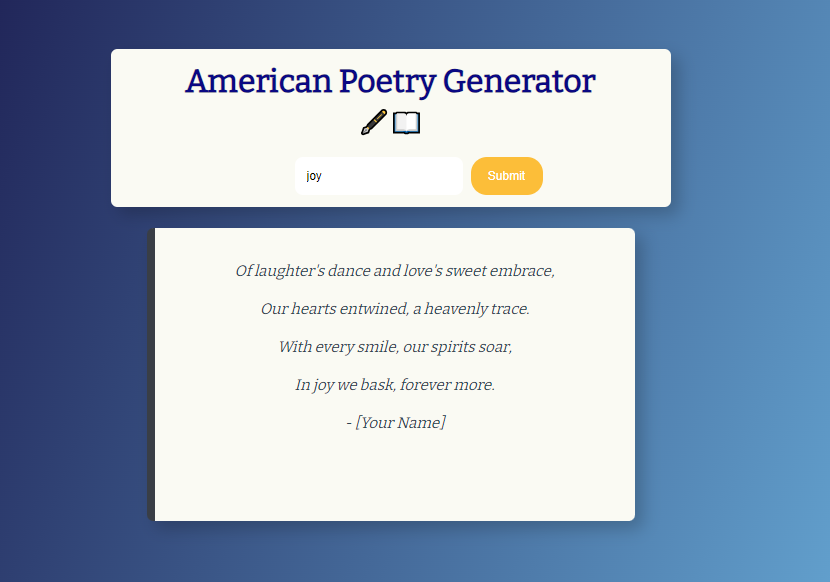 American Poetry Generator
joy
Submit
Of laughter's dance and love's sweet embrace,
Our hearts entwined, a heavenly trace.
With every smile, our spirits soar,
In joy we bask, forever more.
- [Your Name]